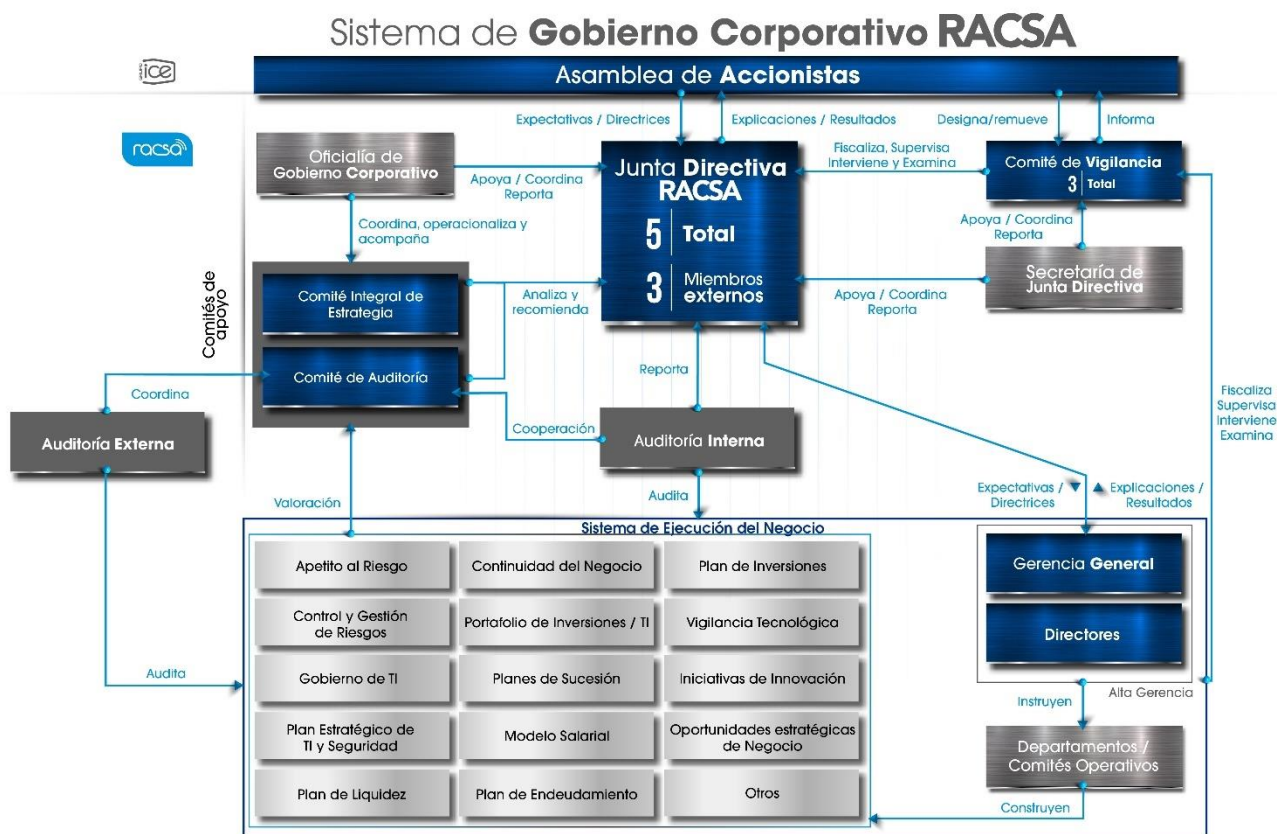 Sistema de Gobierno Corporativo RACSA
ice
Asamblea de Accionistas
Expectativas / Directrices
Explicaciones / Resultados
Designa/remueve
Informa
racsa
Oficialía de
Gobierno Corporativo
Apoya / Coordina
Reporta
Junta Directiva
RACSA
5 Total
3 Miembros
externos
Fiscaliza, Supervisa
Interviene y Examina
Comité de Vigilancia
3 Total
Coordina, operacionaliza y
acompaña
Apoya / Coordina
Reporta
Secretaría de
Junta Directiva
Apoya / Coordina
Reporta
Comités de
apoyo
Comité Integral de
Estrategia
Comité de Auditoría
Analiza y
recomienda
Coordina
Auditoría Externa
Cooperación
Reporta
Auditoría Interna
Fiscaliza
Supervisa
Interviene
Examina
Valoración
Audita
Expectativas /
Directrices
Explicaciones /
Resultados
Sistema de Ejecución del Negocio
Apetito al Riesgo
Continuidad del Negocio
Plan de Inversiones
Control y Gestión
de Riesgos
Portafolio de Inversiones / TI
Vigilancia Tecnológica
Gobierno de TI
Planes de Sucesión
Iniciativas de Innovación
Plan Estratégico de
TI y Seguridad
Modelo Salarial
Oportunidades estratégicas
de Negocio
Plan de Liquidez
Plan de Endeudamiento
Otros
Audita
Gerencia General
Directores
Alta Gerencia
Instruyen
Departamentos /
Comités Operativos
Construyen